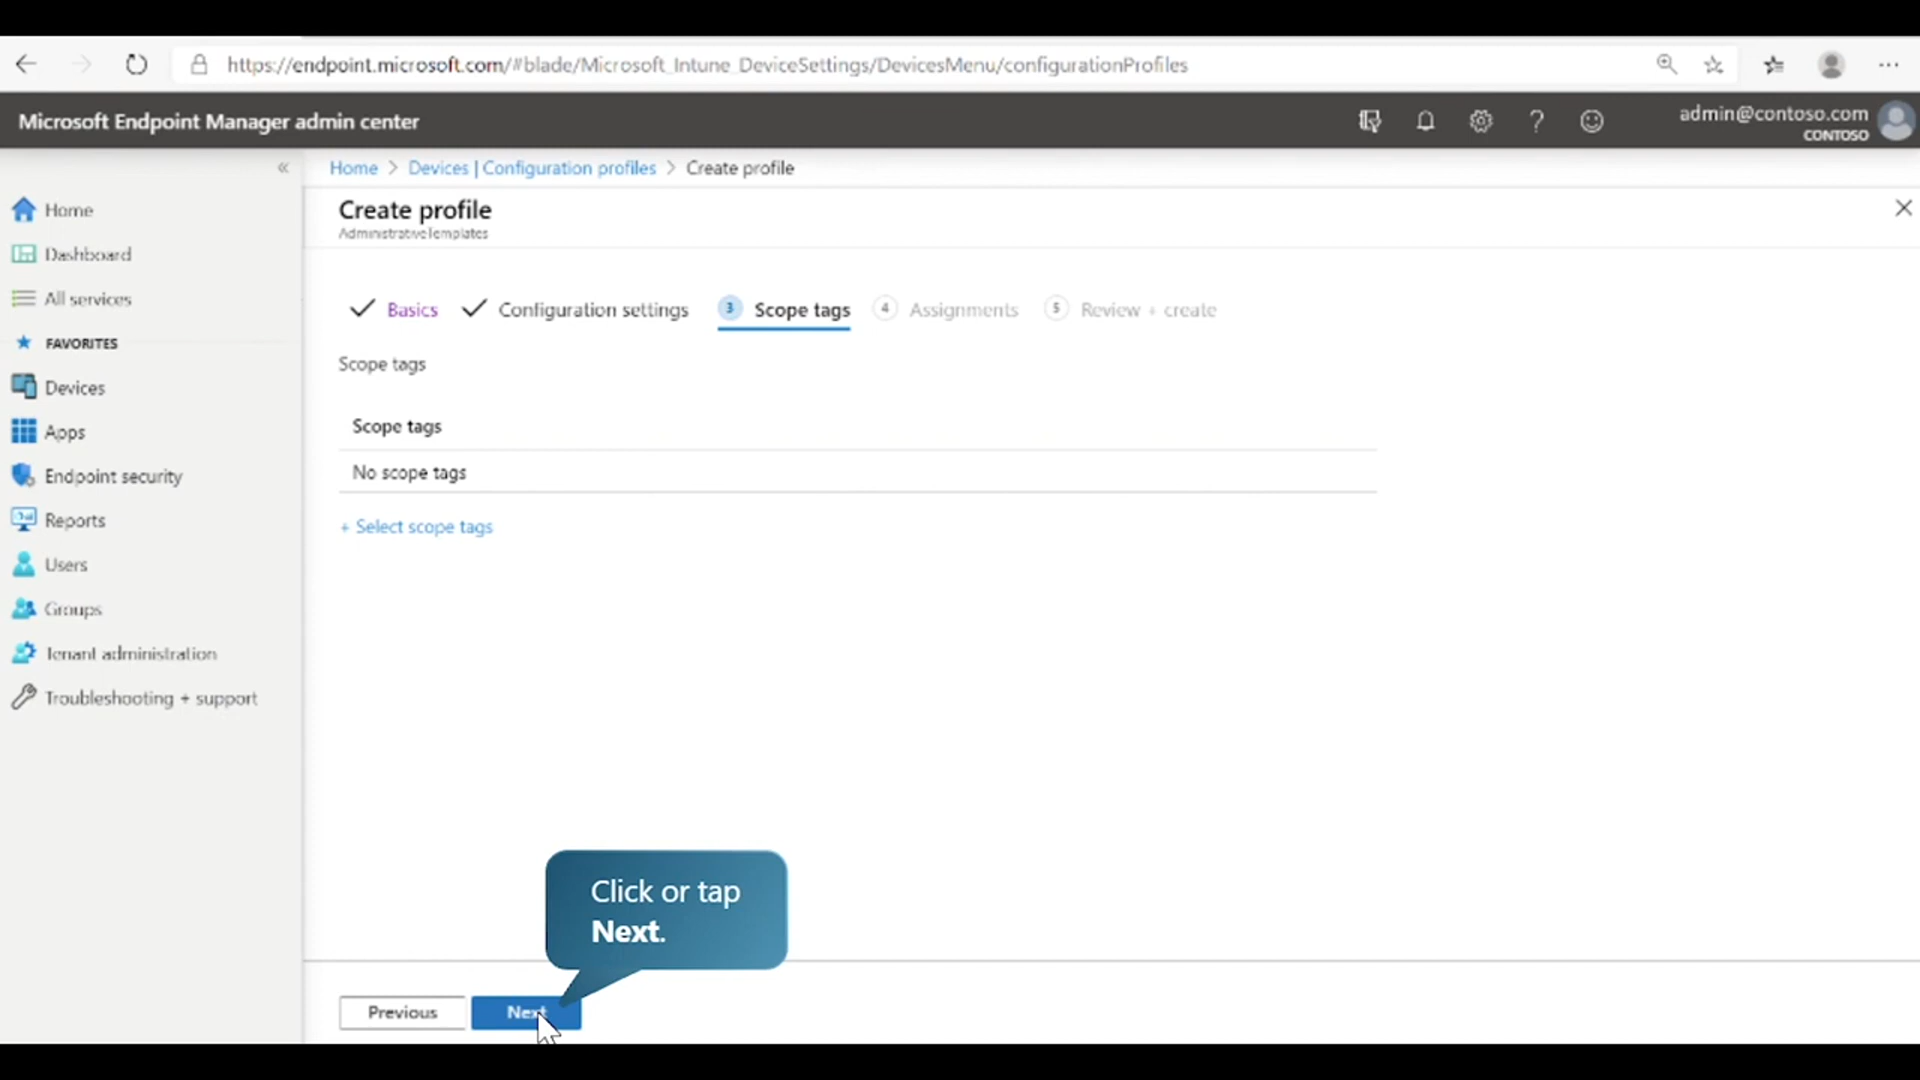 https://endpoint.microsoft.com/#blade/Microsoft_Intune_DeviceSettings/DevicesMenu/configurationProfiles
Microsoft Endpoint Manager admin center
admin@contoso.com
CONTOSO
Home > Devices | Configuration profiles > Create profile
Create profile
AdministrativeTemplates
Home
Dashboard
All services
FAVORITES
Devices
Apps
Endpoint security
Reports
Users
Groups
Tenant administration
Troubleshooting + support
Basics Configuration settings 3 Scope tags 4 Assignments 5 Review + create
Scope tags
Scope tags
No scope tags
+ Select scope tags
Click or tap
Next.
Previous
Next